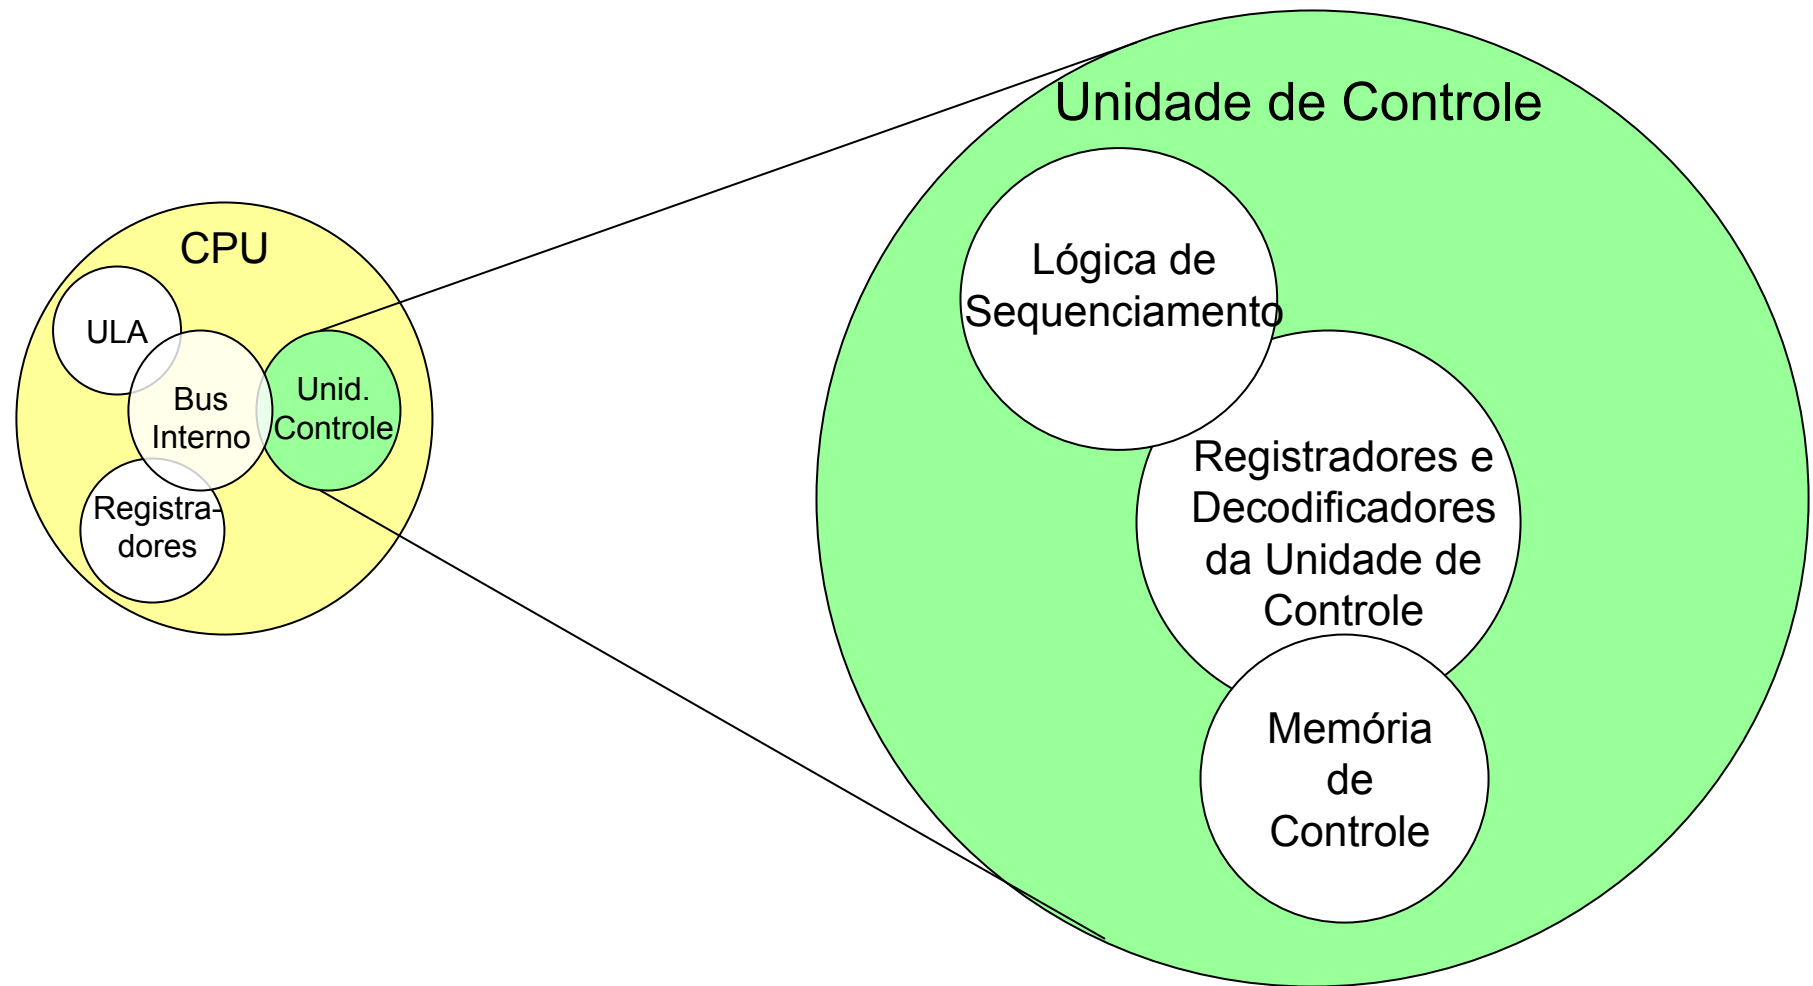 CPU
ULA
Bus
Interno
Unid.
Controle
Registra-
dores
Unidade de Controle
Lógica de
Sequenciamento
Registradores e
Decodificadores
da Unidade de
Controle
Memória
de
Controle